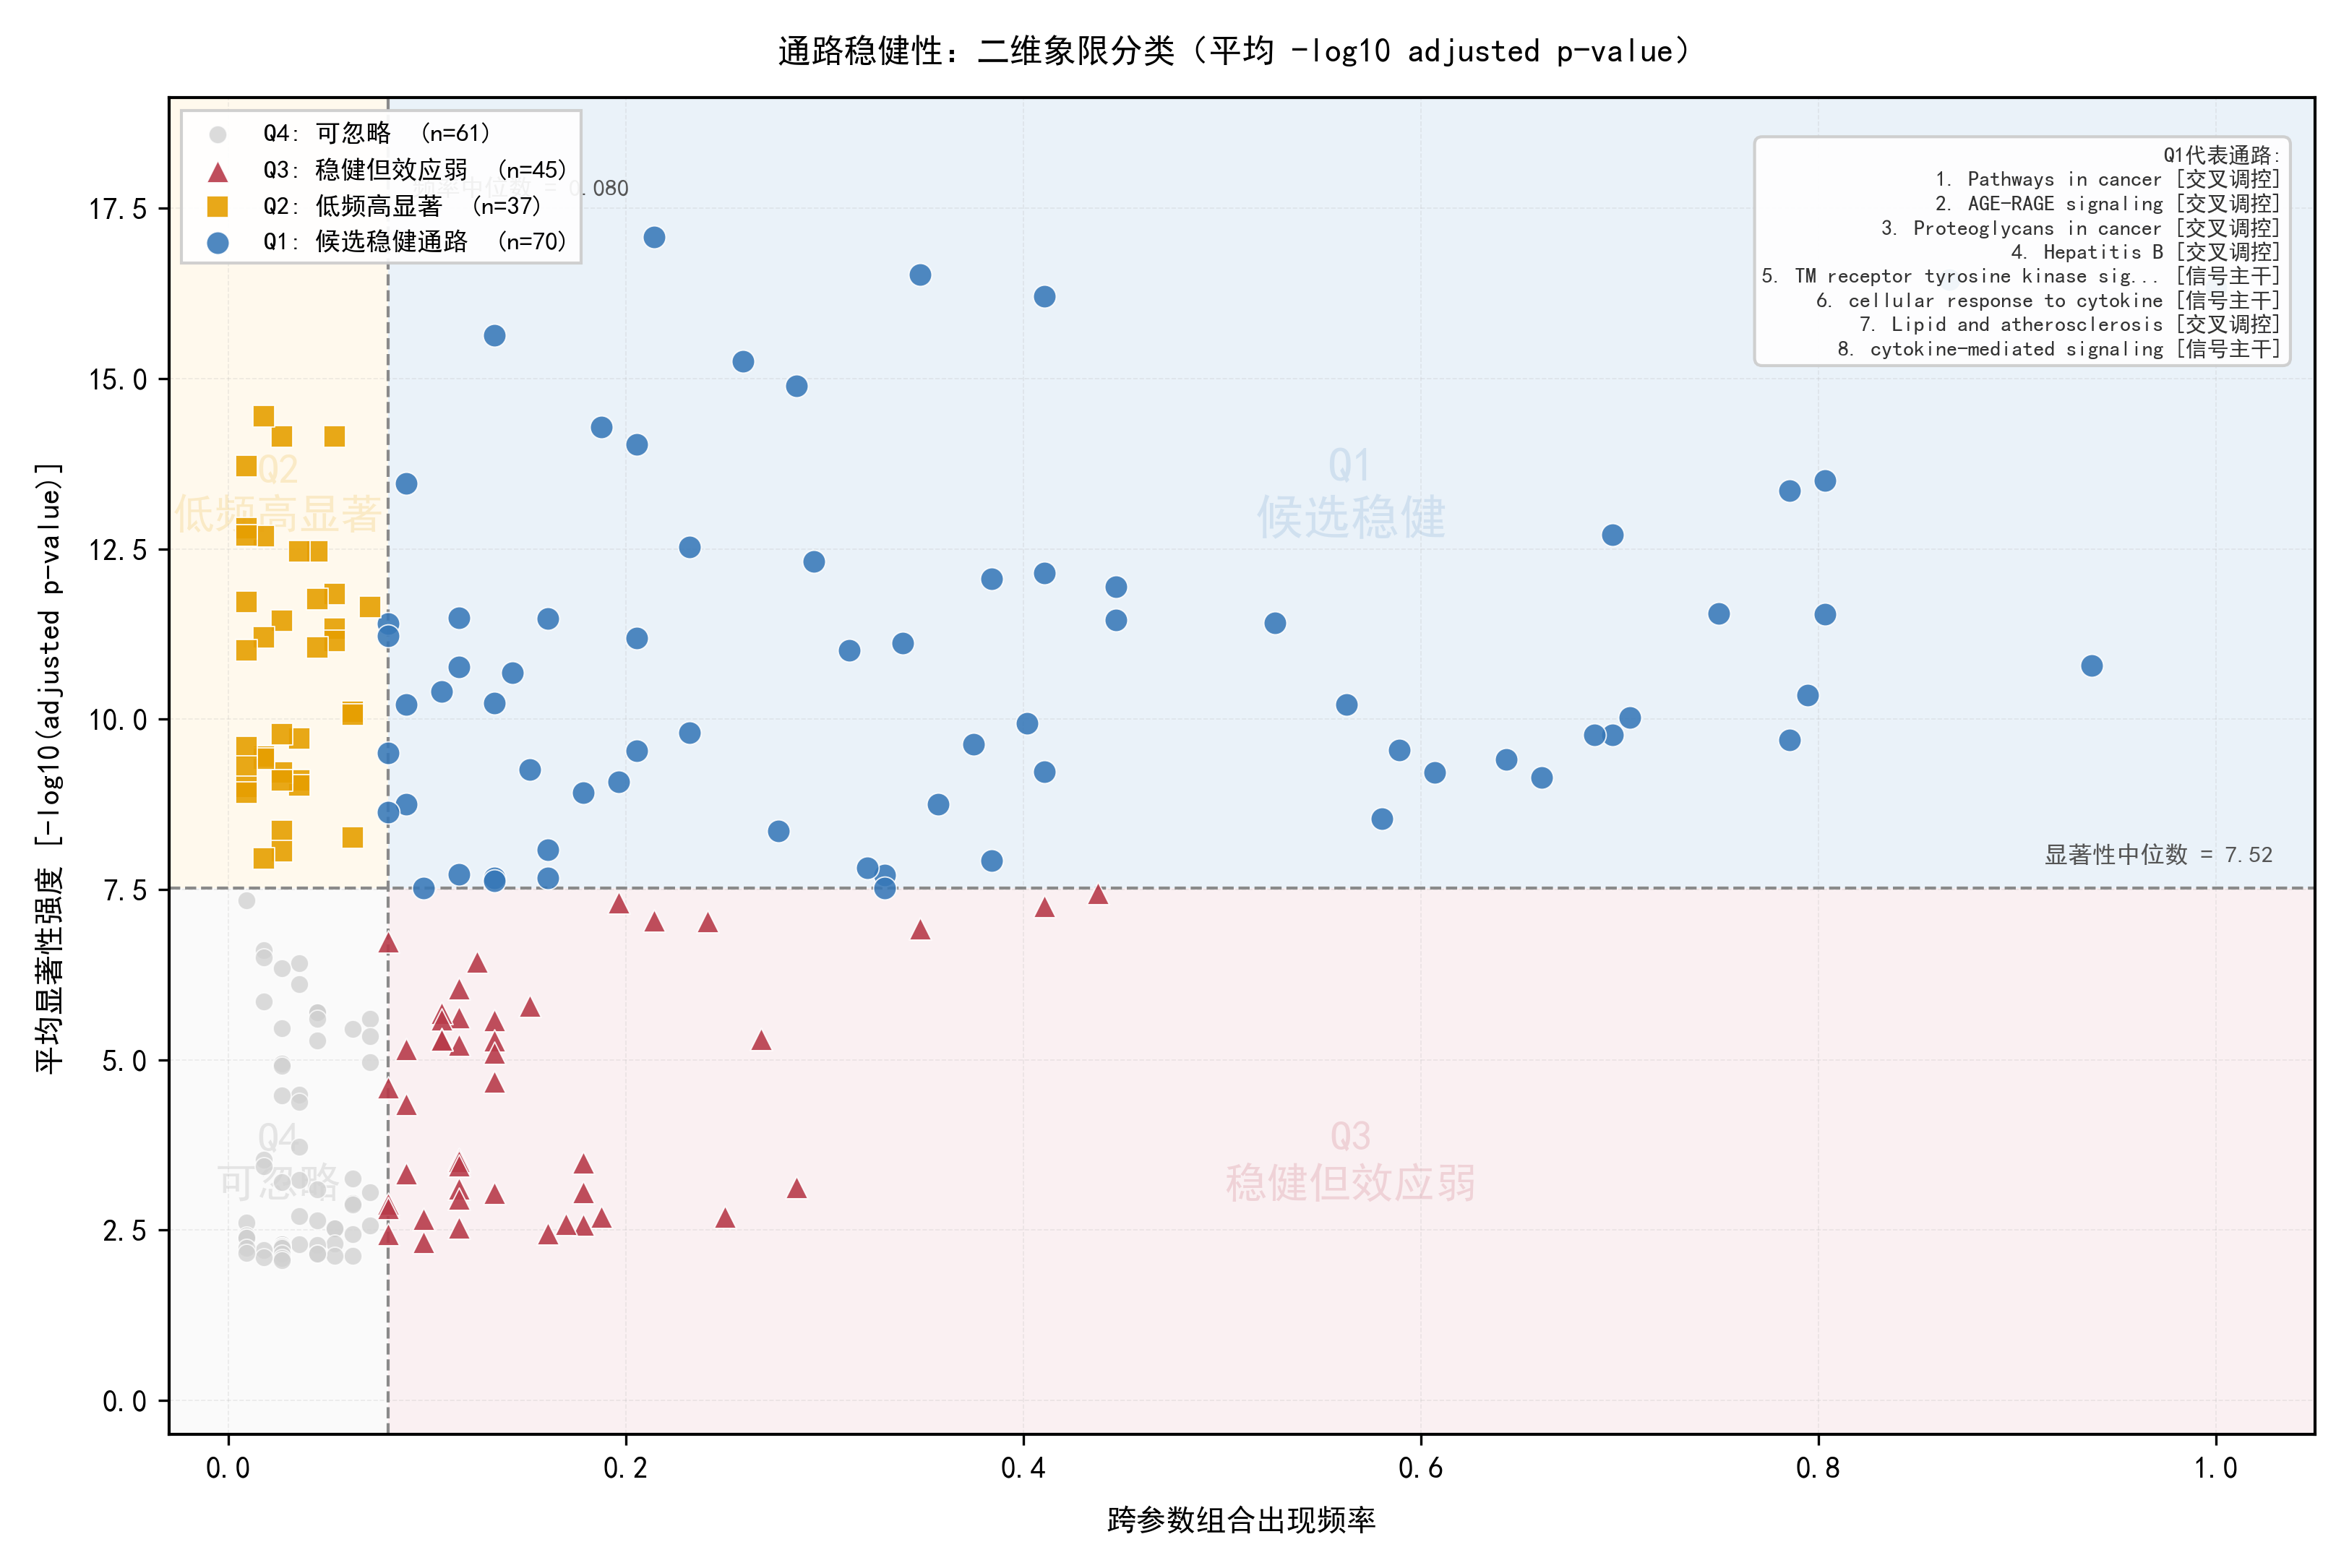 通路稳健性: 二维象限分类 (平均 -log10 adjusted p-value)
Q4: 可忽略 (n=61)
Q3: 稳健但效应弱 (n=45)
Q2: 低频高显著 (n=37)
Q1: 候选稳健通路 (n=70)
频率中位数 = 0.080
Q1代表通路:
1. Pathways in cancer [交叉调控]
2. AGE-RAGE signaling [交叉调控]
3. Proteoglycans in cancer [交叉调控]
4. Hepatitis B [交叉调控]
5. TM receptor tyrosine kinase sig... [信号主干]
6. cellular response to cytokine [信号主干]
7. Lipid and atherosclerosis [交叉调控]
8. cytokine-mediated signaling [信号主干]
Q2
低频高显著
Q1
候选稳健
显著性中位数 = 7.52
Q4
可忽略
Q3
稳健但效应弱
平均显著性强度 [-log10(adjusted p-value)]
17.5
15.0
12.5
10.0
7.5
5.0
2.5
0.0
0.0
0.2
0.4
0.6
0.8
1.0
跨参数组合出现频率